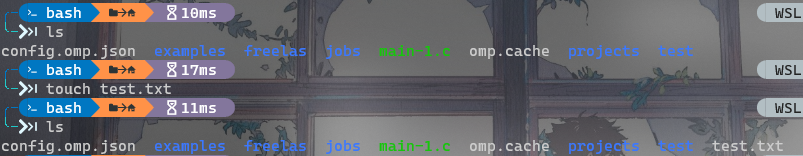 >_ bash 10ms WSL
ls
config.omp.json examples freelas jobs main-1.c omp.cache projects test
>_ bash 17ms WSL
touch test.txt
>_ bash 11ms WSL
ls
config.omp.json examples freelas jobs main-1.c omp.cache projects test test.txt